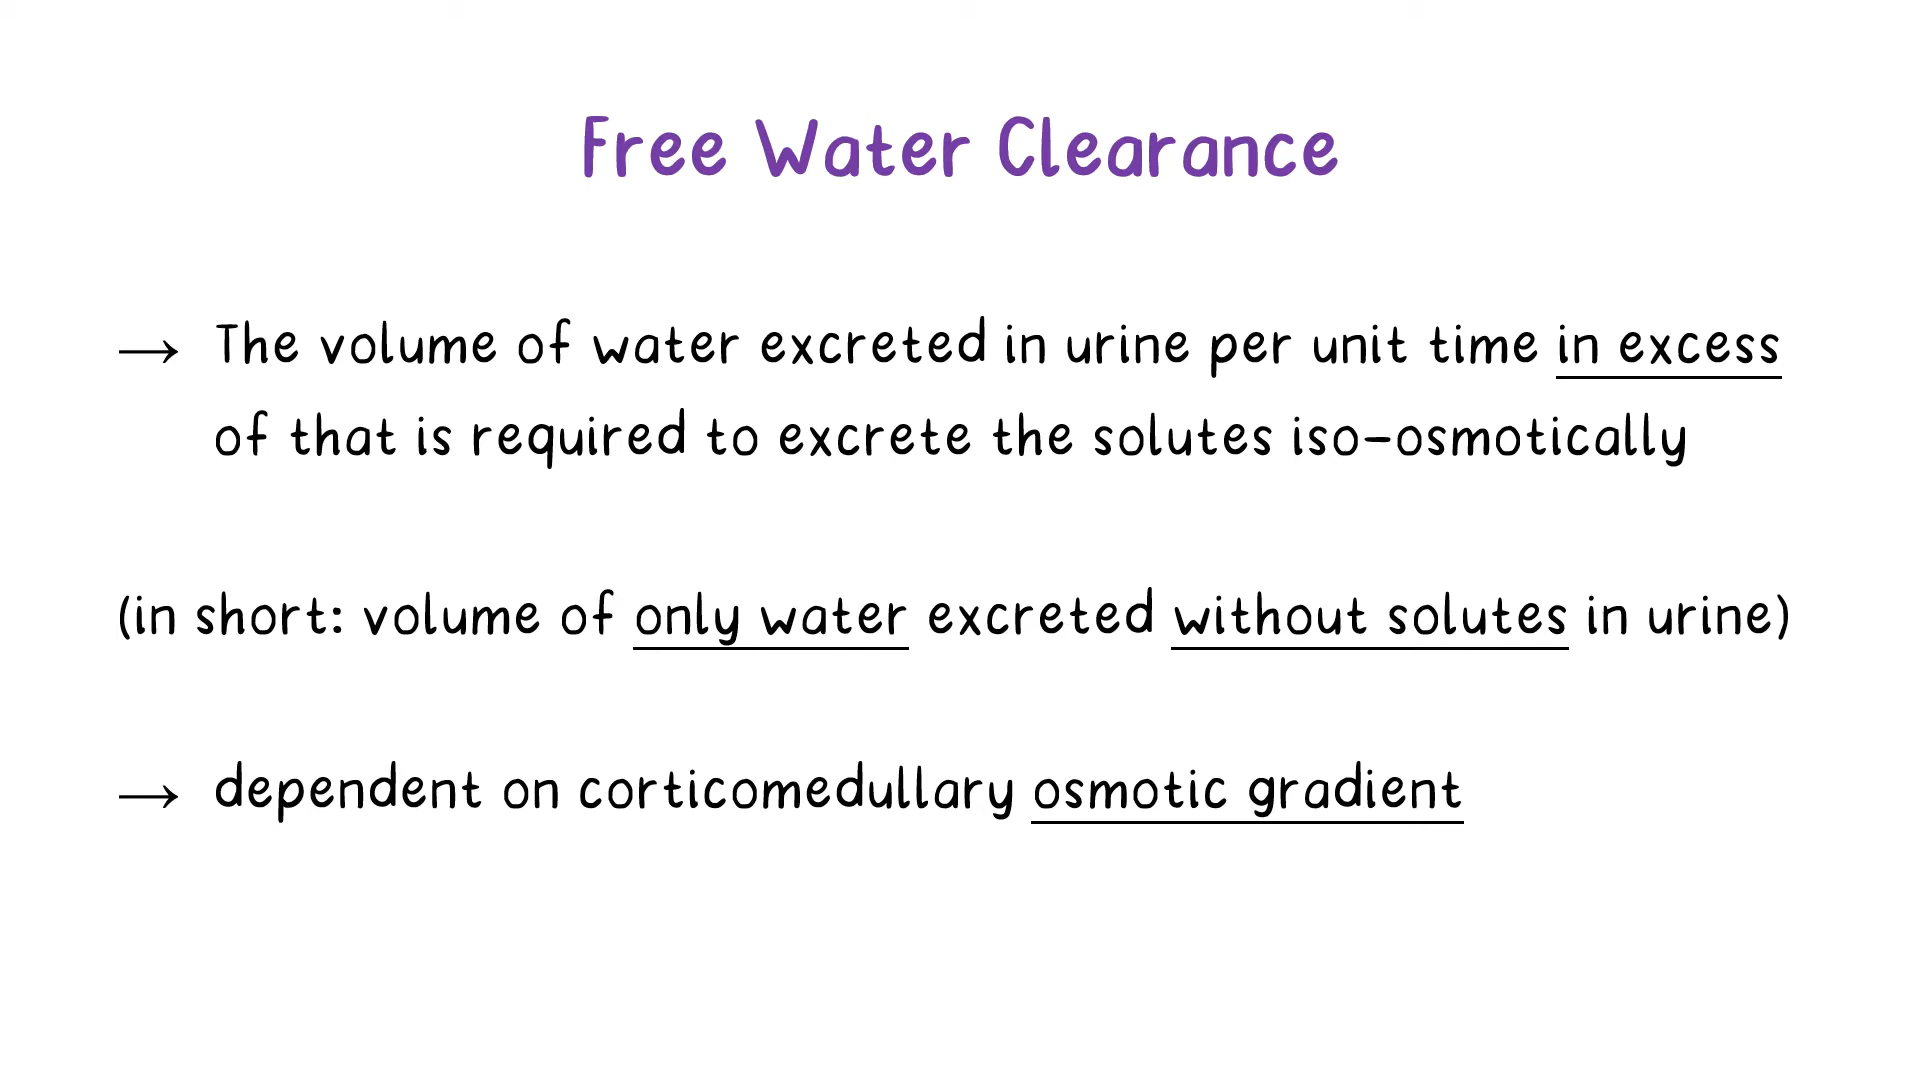 Free Water Clearance
→ The volume of water excreted in urine per unit time in excess
of that is required to excrete the solutes iso-osmotically
(in short: volume of only water excreted without solutes in urine)
→ dependent on corticomedullary osmotic gradient